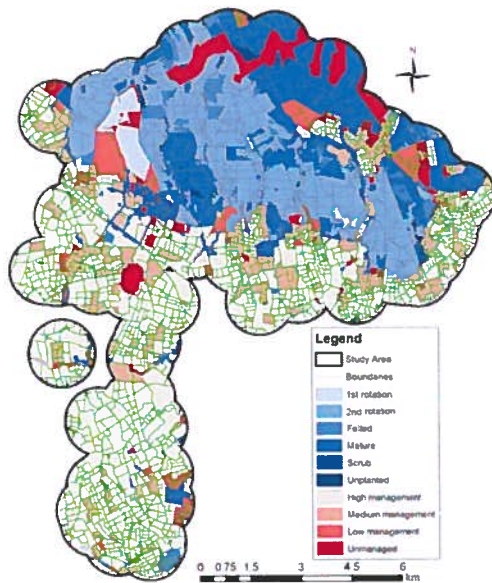 N
Legend
Study Area
Boundaries
1st rotation
2nd rotation
Felled
Mature
Scrub
Unplanted
High management
Medium management
Low management
Unmanaged
0 0.75 1.5 3 4.5 6
km